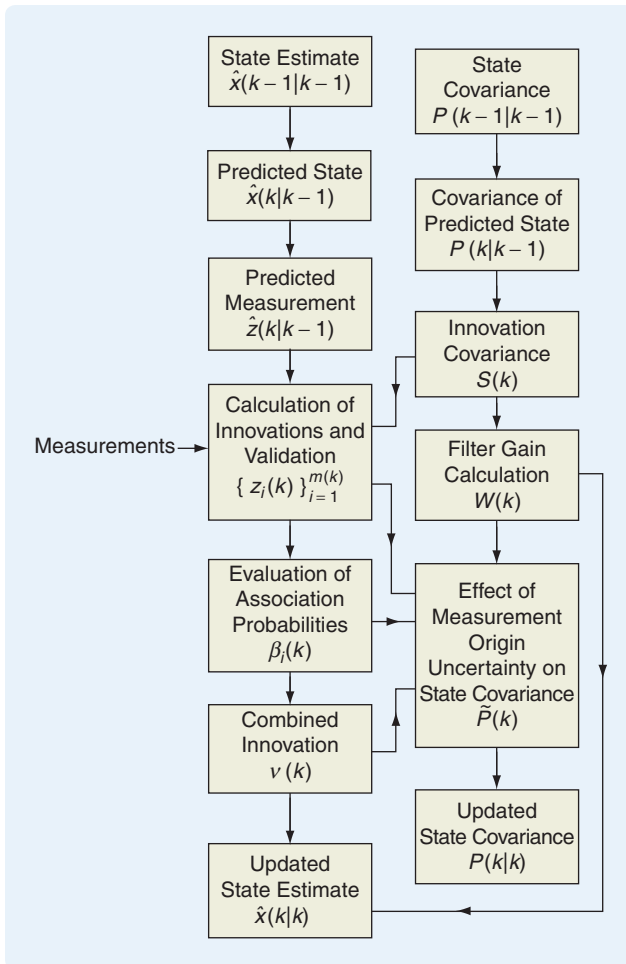 State Estimate
x̂(k − 1|k − 1)
Predicted State
x̂(k|k − 1)
Predicted
Measurement
ẑ(k|k − 1)
Measurements
Calculation of
Innovations and
Validation
{ z_i(k) }_{i = 1}^{m(k)}
Evaluation of
Association
Probabilities
β_i(k)
Combined
Innovation
ν (k)
Updated
State Estimate
x̂(k|k)
State
Covariance
P (k − 1|k − 1)
Covariance of
Predicted State
P (k|k − 1)
Innovation
Covariance
S(k)
Filter Gain
Calculation
W(k)
Effect of
Measurement
Origin
Uncertainty on
State Covariance
P̃(k)
Updated
State Covariance
P(k|k)